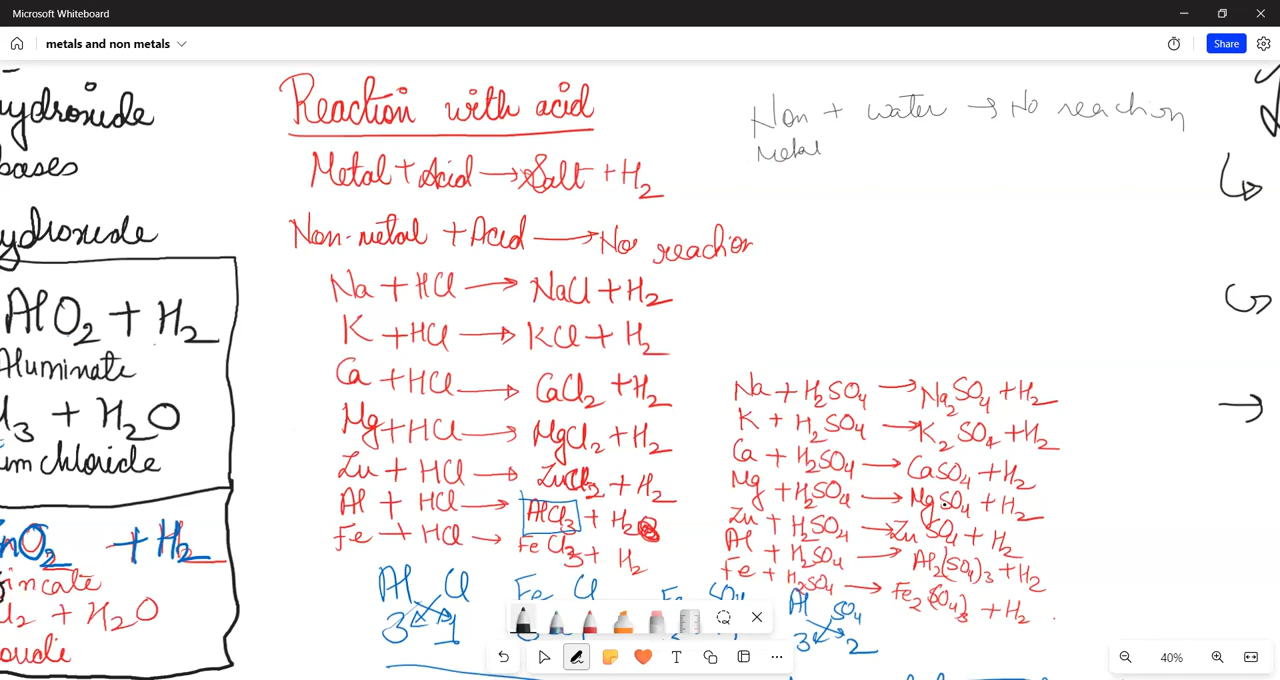 Microsoft Whiteboard
metals and non metals
Share
ydroxide
bases
ydroxide
AlO2 + H2
Aluminate
l3 + H2O
um chloride
nO2 + H2
zincate
l2 + H2O
Reaction with acid
Metal + Acid → Salt + H2
Non-metal + Acid → No reaction
Na + HCl → NaCl + H2
K + HCl → KCl + H2
Ca + HCl → CaCl2 + H2
Mg + HCl → MgCl2 + H2
Zn + HCl → ZnCl2 + H2
Al + HCl → AlCl3 + H2
Fe + HCl → FeCl3 + H2
Al Cl
3 1
Fe Cl
Non + water → No reaction
metal
Na + H2SO4 → Na2SO4 + H2
K + H2SO4 → K2SO4 + H2
Ca + H2SO4 → CaSO4 + H2
Mg + H2SO4 → MgSO4 + H2
Zn + H2SO4 → ZnSO4 + H2
Al + H2SO4 → Al2(SO4)3 + H2
Fe + H2SO4 → Fe2(SO4)3 + H2
Al SO4
3 2
40%